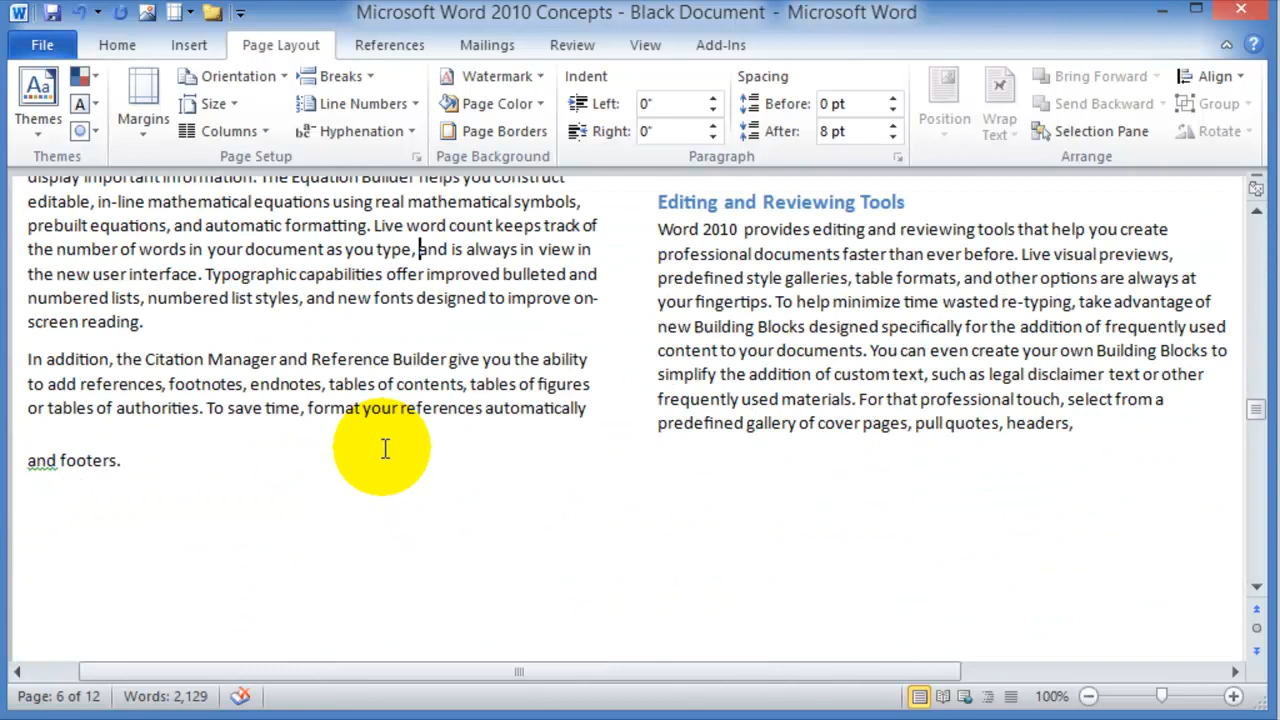 Microsoft Word 2010 Concepts - Black Document - Microsoft Word
File Home Insert Page Layout References Mailings Review View Add-Ins
Themes
Themes
Margins
Orientation
Size
Columns
Breaks
Line Numbers
Hyphenation
Page Setup
Watermark
Page Color
Page Borders
Page Background
Indent
Left: 0"
Right: 0"
Spacing
Before: 0 pt
After: 8 pt
Paragraph
Position
Wrap
Text
Bring Forward
Send Backward
Selection Pane
Align
Group
Rotate
Arrange
display important information. The Equation Builder helps you construct
editable, in-line mathematical equations using real mathematical symbols,
prebuilt equations, and automatic formatting. Live word count keeps track of
the number of words in your document as you type, and is always in view in
the new user interface. Typographic capabilities offer improved bulleted and
numbered lists, numbered list styles, and new fonts designed to improve on-
screen reading.
In addition, the Citation Manager and Reference Builder give you the ability
to add references, footnotes, endnotes, tables of contents, tables of figures
or tables of authorities. To save time, format your references automatically
and footers.
Editing and Reviewing Tools
Word 2010 provides editing and reviewing tools that help you create
professional documents faster than ever before. Live visual previews,
predefined style galleries, table formats, and other options are always at
your fingertips. To help minimize time wasted re-typing, take advantage of
new Building Blocks designed specifically for the addition of frequently used
content to your documents. You can even create your own Building Blocks to
simplify the addition of custom text, such as legal disclaimer text or other
frequently used materials. For that professional touch, select from a
predefined gallery of cover pages, pull quotes, headers,
Page: 6 of 12 Words: 2,129 100%